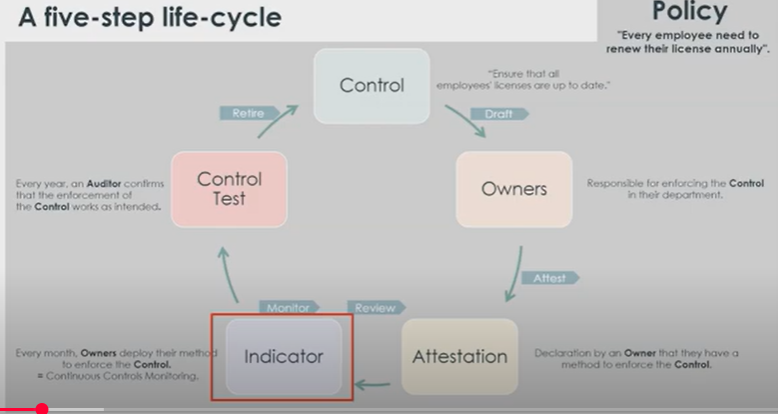 A five-step life-cycle
Policy
"Every employee need to
renew their license annually".
Control
"Ensure that all
employees' licenses are up to date."
Retire
Draft
Control
Test
Every year, an Auditor confirms
that the enforcement of
the Control works as intended.
Owners
Responsible for enforcing the Control
in their department.
Attest
Monitor
Review
Every month, Owners deploy their method
to enforce the Control.
= Continuous Controls Monitoring.
Indicator
Attestation
Declaration by an Owner that they have a
method to enforce the Control.